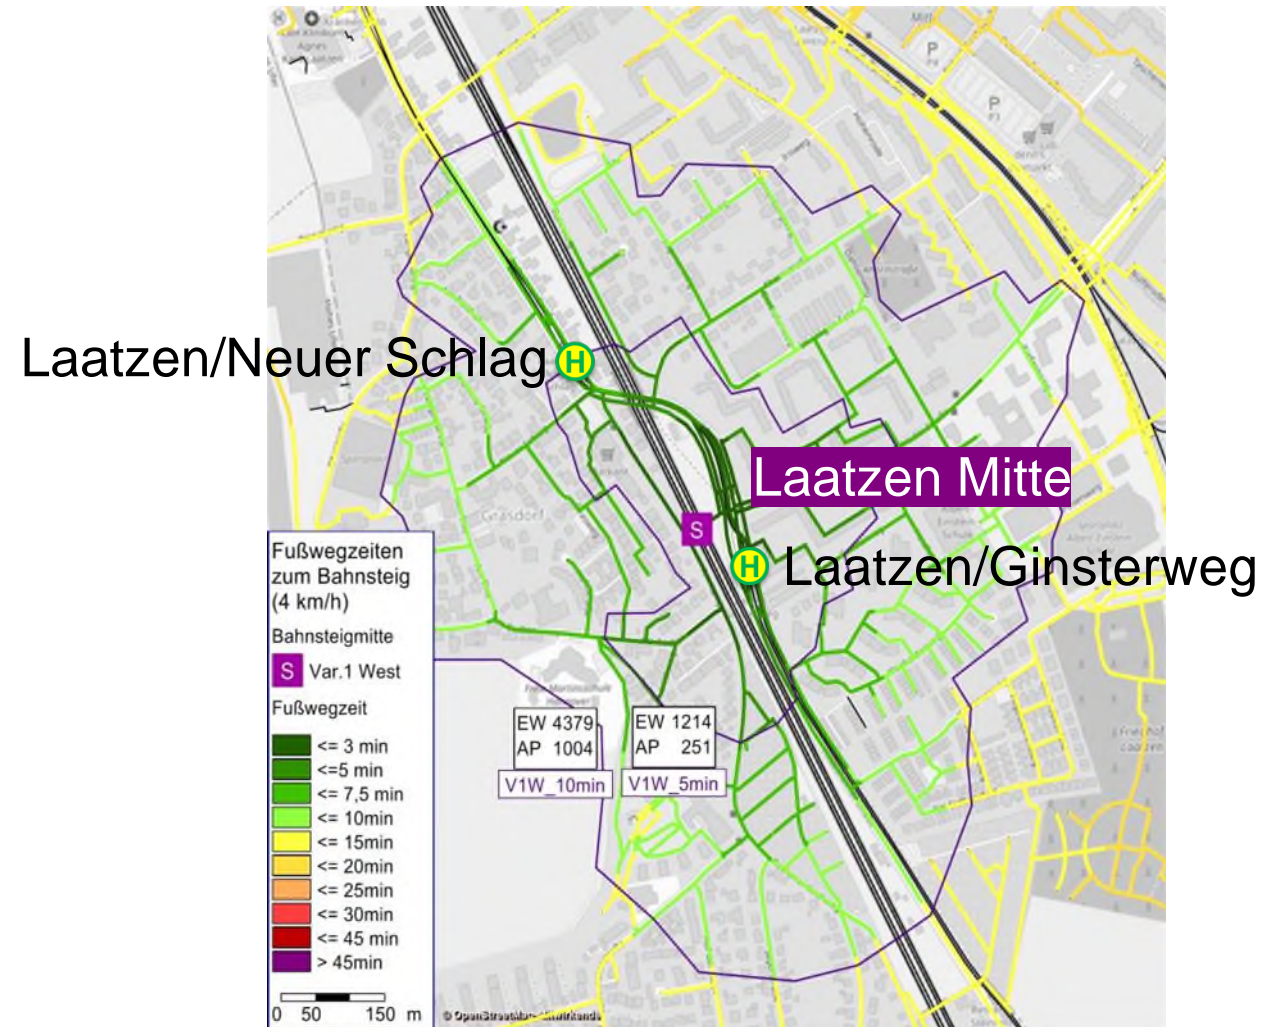 Laatzen/Neuer Schlag
H
Laatzen Mitte
S
H
Laatzen/Ginsterweg
Grasdorf
P
P
Fußwegzeiten
zum Bahnsteig
(4 km/h)
Bahnsteigmitte
S Var.1 West
Fußwegzeit
<= 3 min
<=5 min
<= 7,5 min
<= 10min
<= 15min
<= 20min
<= 25min
<= 30min
<= 45 min
> 45min
0 50 150 m
EW 4379
AP 1004
V1W_10min
EW 1214
AP 251
V1W_5min
© OpenStreetMap-Mitwirkende